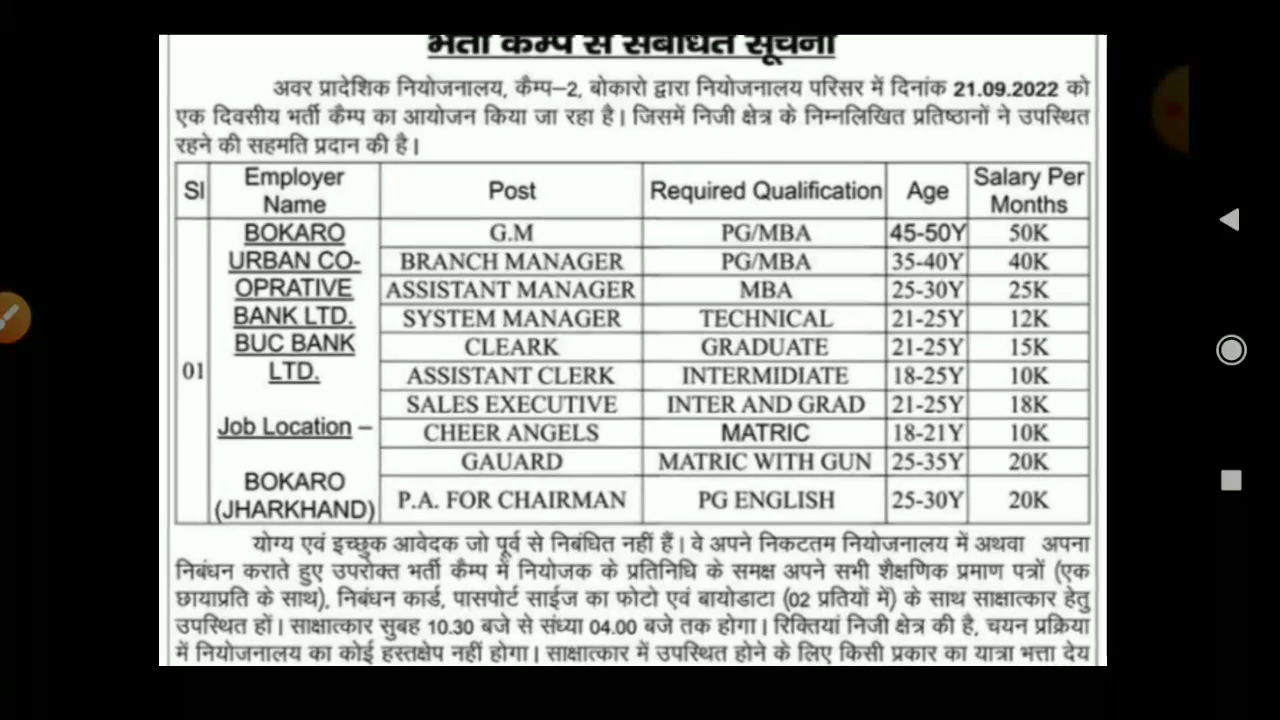 भर्ती कैम्प से संबंधित सूचना
अवर प्रादेशिक नियोजनालय, कैम्प–2, बोकारो द्वारा नियोजनालय परिसर में दिनांक 21.09.2022 को
एक दिवसीय भर्ती कैम्प का आयोजन किया जा रहा है। जिसमें निजी क्षेत्र के निम्नलिखित प्रतिष्ठानों ने उपस्थित
रहने की सहमति प्रदान की है।
Sl Employer Name Post Required Qualification Age Salary Per Months
01 BOKARO G.M PG/MBA 45-50Y 50K
URBAN CO- BRANCH MANAGER PG/MBA 35-40Y 40K
OPRATIVE ASSISTANT MANAGER MBA 25-30Y 25K
BANK LTD. SYSTEM MANAGER TECHNICAL 21-25Y 12K
BUC BANK CLEARK GRADUATE 21-25Y 15K
LTD. ASSISTANT CLERK INTERMIDIATE 18-25Y 10K
SALES EXECUTIVE INTER AND GRAD 21-25Y 18K
Job Location – CHEER ANGELS MATRIC 18-21Y 10K
GAUARD MATRIC WITH GUN 25-35Y 20K
BOKARO (JHARKHAND) P.A. FOR CHAIRMAN PG ENGLISH 25-30Y 20K
योग्य एवं इच्छुक आवेदक जो पूर्व से निबंधित नहीं हैं। वे अपने निकटतम नियोजनालय में अथवा अपना
निबंधन कराते हुए उपरोक्त भर्ती कैम्प में नियोजक के प्रतिनिधि के समक्ष अपने सभी शैक्षणिक प्रमाण पत्रों (एक
छायाप्रति के साथ), निबंधन कार्ड, पासपोर्ट साईज का फोटो एवं बायोडाटा (02 प्रतियों में) के साथ साक्षात्कार हेतु
उपस्थित हों। साक्षात्कार सुबह 10.30 बजे से संध्या 04.00 बजे तक होगा। रिक्तियां निजी क्षेत्र की है, चयन प्रक्रिया
में नियोजनालय का कोई हस्तक्षेप नहीं होगा। साक्षात्कार में उपस्थित होने के लिए किसी प्रकार का यात्रा भत्ता देय